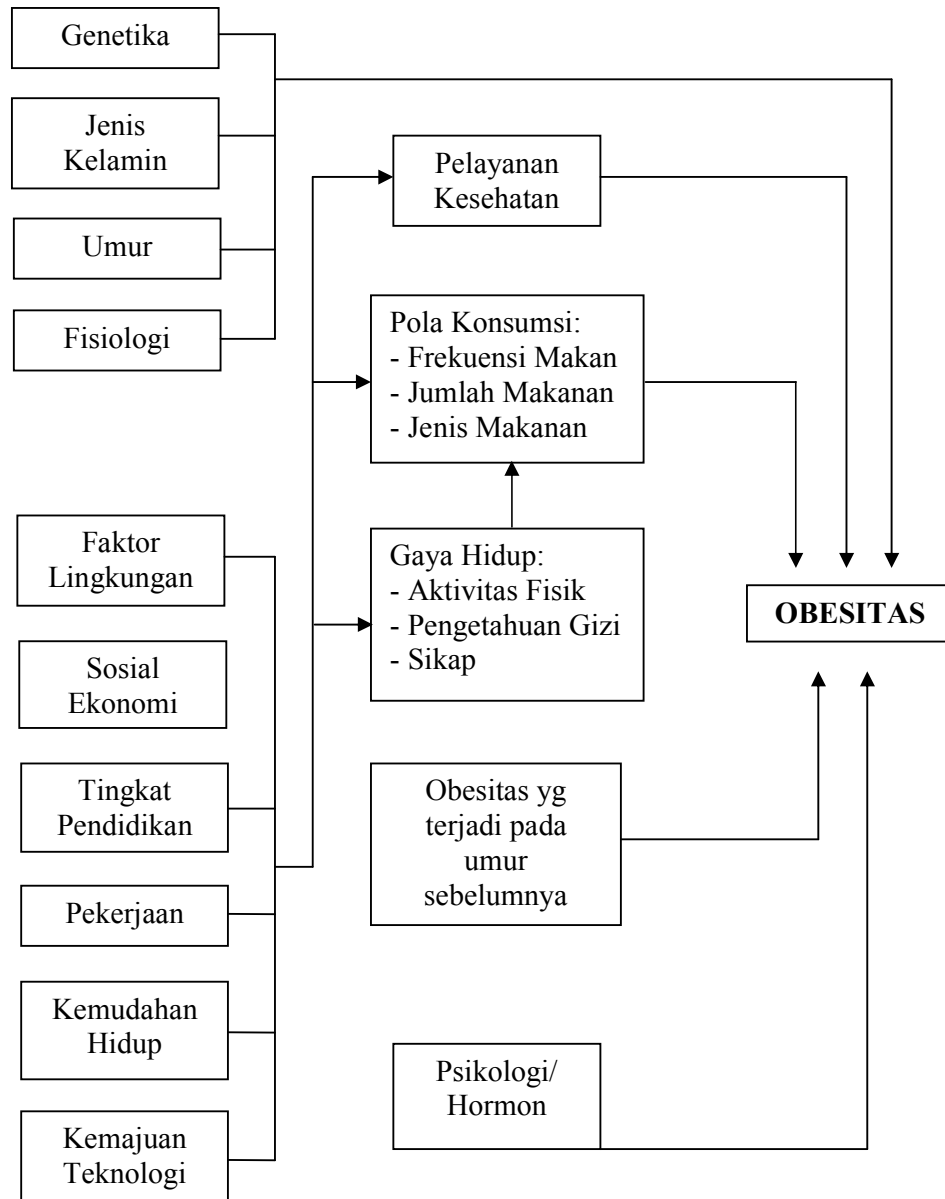 Genetika
Jenis
Kelamin
Umur
Fisiologi
Pelayanan
Kesehatan
Pola Konsumsi:
- Frekuensi Makan
- Jumlah Makanan
- Jenis Makanan
Faktor
Lingkungan
Sosial
Ekonomi
Tingkat
Pendidikan
Pekerjaan
Kemudahan
Hidup
Kemajuan
Teknologi
Gaya Hidup:
- Aktivitas Fisik
- Pengetahuan Gizi
- Sikap
Obesitas yg
terjadi pada
umur
sebelumnya
Psikologi/
Hormon
OBESITAS